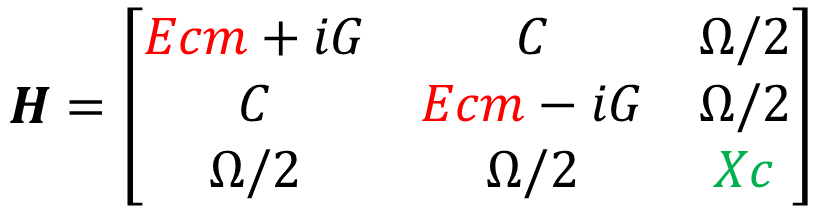 Ecm + iG C Ω/2
H = C Ecm − iG Ω/2
Ω/2 Ω/2 Xc